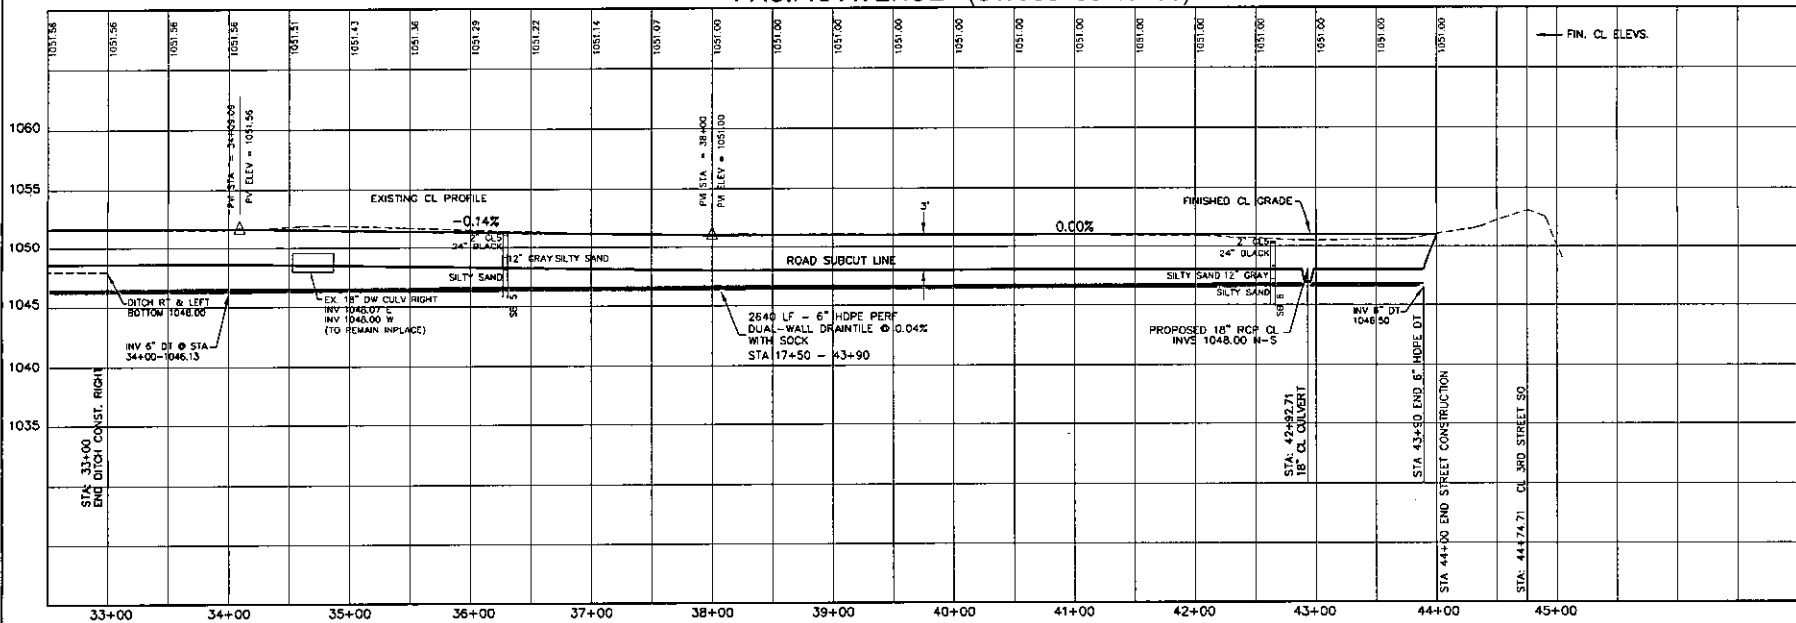 1051.56
1051.56
1051.56
1051.56
1051.51
1051.43
1051.36
1051.29
1051.22
1051.14
1051.07
1051.00
1051.00
1051.00
1051.00
1051.00
1051.00
1051.00
1051.00
1051.00
1051.00
1051.00
1051.00
1051.00
FIN. CL ELEVS.
1060
1055
1050
1045
1040
1035
PVI STA = 34+09.09
PVI ELEV = 1051.56
PVI STA = 38+00
PVI ELEV = 1051.00
EXISTING CL PROFILE
-0.14%
3'
0.00%
FINISHED CL GRADE
2" CL5
24" BLACK
12" GRAY SILTY SAND
SILTY SAND
ROAD SUBCUT LINE
2" CL5
24" BLACK
SILTY SAND 12" GRAY
SILTY SAND
SB 8
DITCH RT & LEFT
BOTTOM 1048.00
EX. 18" DW CULV RIGHT
INV 1048.07 E
INV 1048.00 W
(TO REMAIN INPLACE)
INV 6" DT @ STA
34+00-1046.13
2640 LF - 6" HDPE PERF
DUAL-WALL DRAINTILE @ 0.04%
WITH SOCK
STA 17+50 - 43+90
PROPOSED 18" RCP CL
INVS 1048.00 N-S
INV 6" DT
1046.50
STA: 33+00
END DITCH CONST. RIGHT
STA: 42+92.71
18" CL CULVERT
STA 43+90 END 6" HDPE DT
STA 44+00 END STREET CONSTRUCTION
STA: 44+74.71 CL 3RD STREET SO
33+00
34+00
35+00
36+00
37+00
38+00
39+00
40+00
41+00
42+00
43+00
44+00
45+00